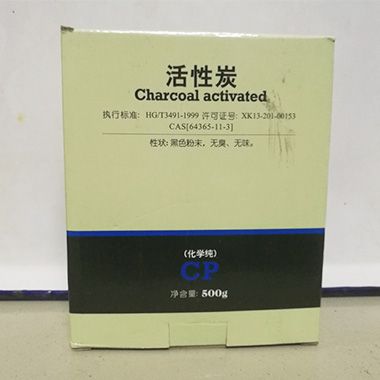 活性炭
Charcoal activated
执行标准: HG/T3491-1999 许可证号: XK13-201-00153
CAS[64365-11-3]
性状:黑色粉末。无臭、无味。
(化学纯)
CP
净含量: 500g